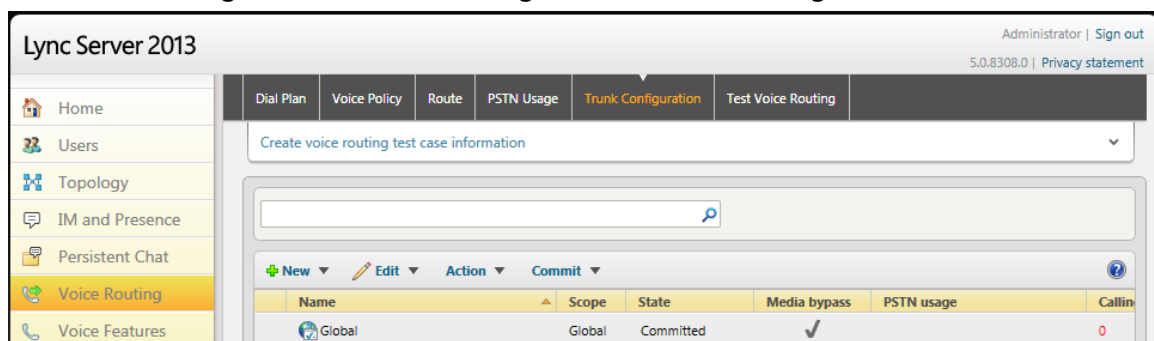 Lync Server 2013
Administrator | Sign out
5.0.8308.0 | Privacy statement
Home
Users
Topology
IM and Presence
Persistent Chat
Voice Routing
Voice Features
Dial Plan Voice Policy Route PSTN Usage Trunk Configuration Test Voice Routing
Create voice routing test case information
New Edit Action Commit
Name Scope State Media bypass PSTN usage Calling
Global Global Committed 0